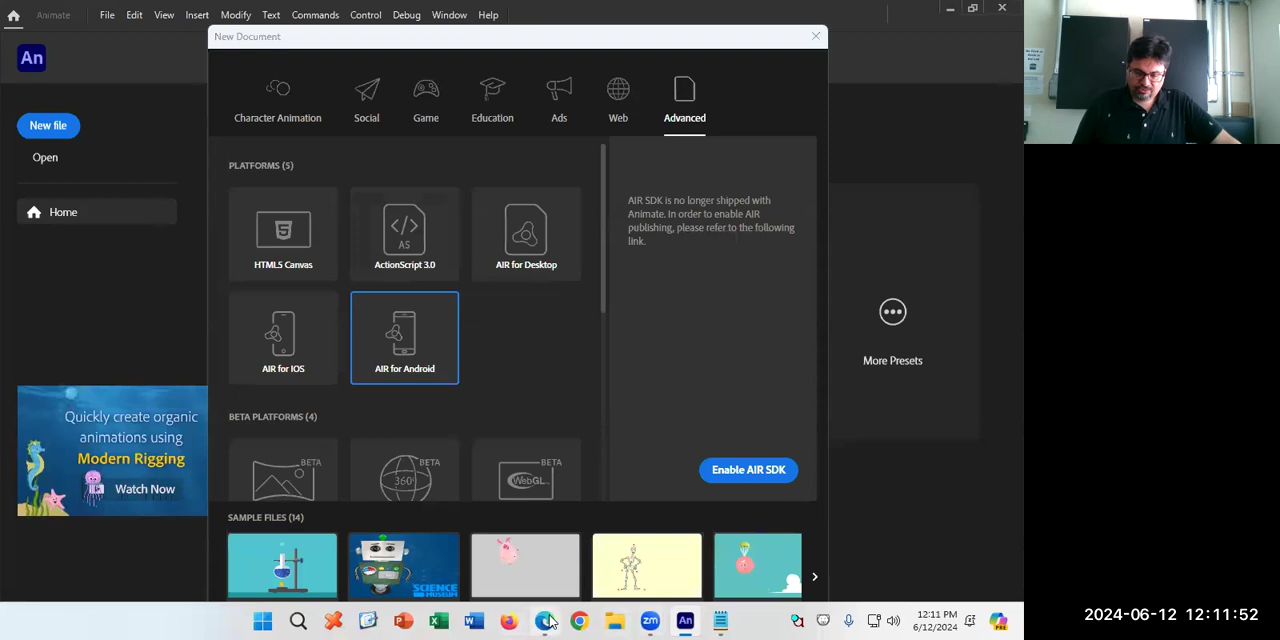 Animate File Edit View Insert Modify Text Commands Control Debug Window Help
New Document
An
Character Animation Social Game Education Ads Web Advanced
New file
Open
Home
PLATFORMS (5)
AS
HTML5 Canvas ActionScript 3.0 AIR for Desktop
AIR for IOS AIR for Android
AIR SDK is no longer shipped with
Animate. In order to enable AIR
publishing, please refer to the following
link.
More Presets
BETA PLATFORMS (4)
BETA BETA BETA
360° WebGL
Enable AIR SDK
Quickly create organic
animations using
Modern Rigging
Watch Now
SAMPLE FILES (14)
SCIENCE
MUSEUM
zm An
12:11 PM
6/12/2024
PRE
2024-06-12 12:11:52